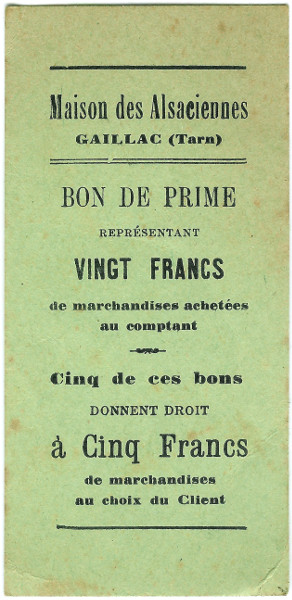 Maison des Alsaciennes
GAILLAC (Tarn)
BON DE PRIME
REPRÉSENTANT
VINGT FRANCS
de marchandises achetées
au comptant
Cinq de ces bons
DONNENT DROIT
à Cinq Francs
de marchandises
au choix du Client